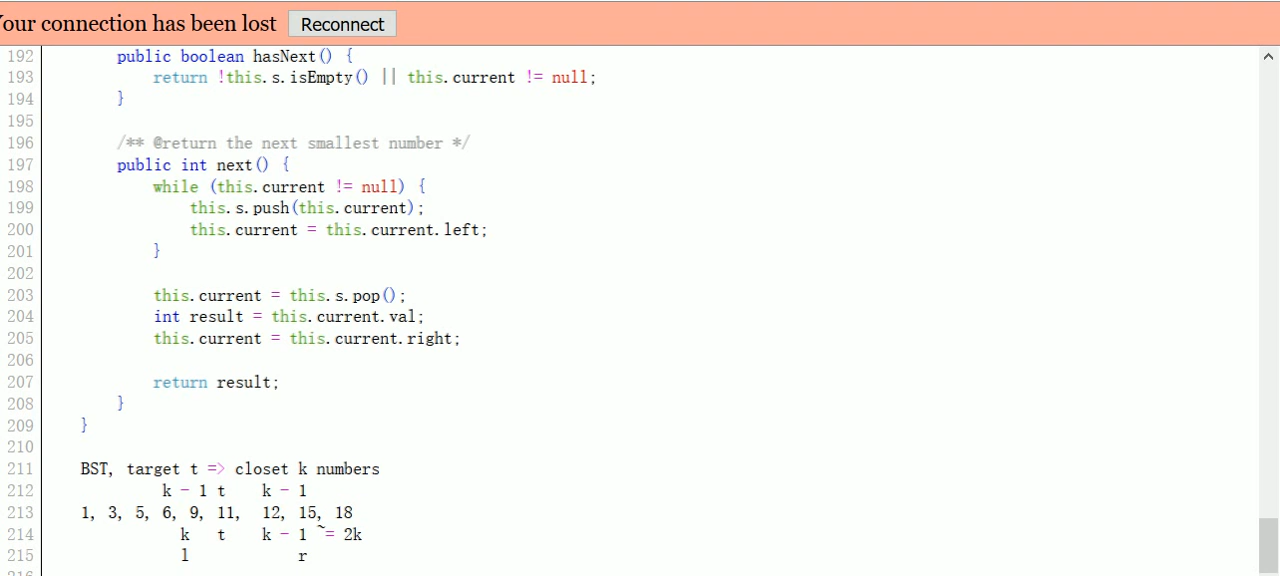 Your connection has been lost Reconnect
192 public boolean hasNext() {
193 return !this.s.isEmpty() || this.current != null;
194 }
195
196 /** @return the next smallest number */
197 public int next() {
198 while (this.current != null) {
199 this.s.push(this.current);
200 this.current = this.current.left;
201 }
202
203 this.current = this.s.pop();
204 int result = this.current.val;
205 this.current = this.current.right;
206
207 return result;
208 }
209 }
210
211 BST, target t => closet k numbers
212 k - 1 t k - 1
213 1, 3, 5, 6, 9, 11, 12, 15, 18
214 k t k - 1 ~= 2k
215 l r
216